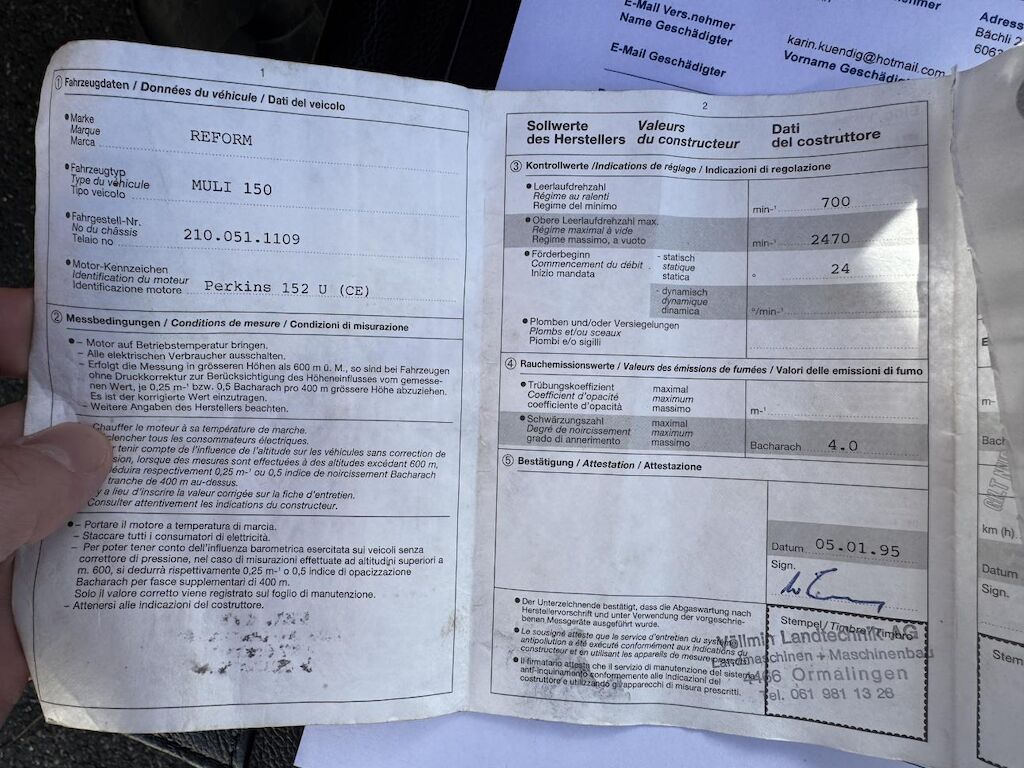 E-Mail Vers.nehmer
Name Geschädigter
E-Mail Geschädigter
karin.kuendig@hotmail.com
Vorname Geschädig
Adress
Bächli 2
606
1
① Fahrzeugdaten / Données du véhicule / Dati del veicolo
• Marke
Marque
Marca
REFORM
• Fahrzeugtyp
Type du véhicule
Tipo veicolo
MULI 150
• Fahrgestell-Nr.
No du châssis
Telaio no
210.051.1109
• Motor-Kennzeichen
Identification du moteur
Identificazione motore
Perkins 152 U (CE)
② Messbedingungen / Conditions de mesure / Condizioni di misurazione
• – Motor auf Betriebstemperatur bringen.
– Alle elektrischen Verbraucher ausschalten.
– Erfolgt die Messung in grösseren Höhen als 600 m ü. M., so sind bei Fahrzeugen
ohne Druckkorrektur zur Berücksichtigung des Höheneinflusses vom gemesse-
nen Wert, je 0,25 m⁻¹ bzw. 0,5 Bacharach pro 400 m grössere Höhe abzuziehen.
Es ist der korrigierte Wert einzutragen.
– Weitere Angaben des Herstellers beachten.
Chauffer le moteur à sa température de marche.
clencher tous les consommateurs électriques.
r tenir compte de l'influence de l'altitude sur les véhicules sans correction de
sion, lorsque des mesures sont effectuées à des altitudes excédant 600 m,
éduira respectivement 0,25 m⁻¹ ou 0,5 indice de noircissement Bacharach
tranche de 400 m au-dessus.
y a lieu d'inscrire la valeur corrigée sur la fiche d'entretien.
Consulter attentivement les indications du constructeur.
• – Portare il motore a temperatura di marcia.
– Staccare tutti i consumatori di elettricità.
– Per poter tener conto dell'influenza barometrica esercitata sui veicoli senza
correttore di pressione, nel caso di misurazioni effettuate ad altitudini superiori a
m. 600, si dedurrà rispettivamente 0,25 m⁻¹ o 0,5 indice di opacizzazione
Bacharach per fasce supplementari di 400 m.
Solo il valore corretto viene registrato sul foglio di manutenzione.
– Attenersi alle indicazioni del costruttore.
2
Sollwerte des Herstellers
Valeurs du constructeur
Dati del costruttore
③ Kontrollwerte / Indications de réglage / Indicazioni di regolazione
• Leerlaufdrehzahl
Régime au ralenti
Regime del minimo
min⁻¹ 700
• Obere Leerlaufdrehzahl max.
Régime maximal à vide
Regime massimo, a vuoto
min⁻¹ 2470
• Förderbeginn
Commencement du débit
Inizio mandata
- statisch
statique
statica
° 24
- dynamisch
dynamique
dinamica
°/min⁻¹
• Plomben und/oder Versiegelungen
Plombs et/ou sceaux
Piombi e/o sigilli
④ Rauchemissionswerte / Valeurs des émissions de fumées / Valori delle emissioni di fumo
• Trübungskoeffizient
Coefficient d'opacité
coefficiente d'opacità
maximal
maximum
massimo
m⁻¹
• Schwärzungszahl
Degré de noircissement
grado di annerimento
maximal
maximum
massimo
Bacharach 4.0
⑤ Bestätigung / Attestation / Attestazione
Datum 05.01.95
Sign.
• Der Unterzeichnende bestätigt, dass die Abgaswartung nach
Herstellervorschrift und unter Verwendung der vorgeschrie-
benen Messgeräte ausgeführt wurde.
• Le sousigné atteste que le service d'entretien du système
antipollution a été exécuté conformément aux indications du
constructeur et en utilisant les appareils de mesure
• Il firmatario attesta che il servizio di manutenzione del sistema
anti-inquinamento conformemente alle indicazioni del
costruttore e utilizzando gli apparecchi di misura prescritti.
Stempel / Timbre / Timbro
Völlmin Landtechnik AG
Landmaschinen + Maschinenbau
4466 Ormalingen
Tel. 061 981 13 26
m-
Bach
km (h)
Datum
Sign.
Stem